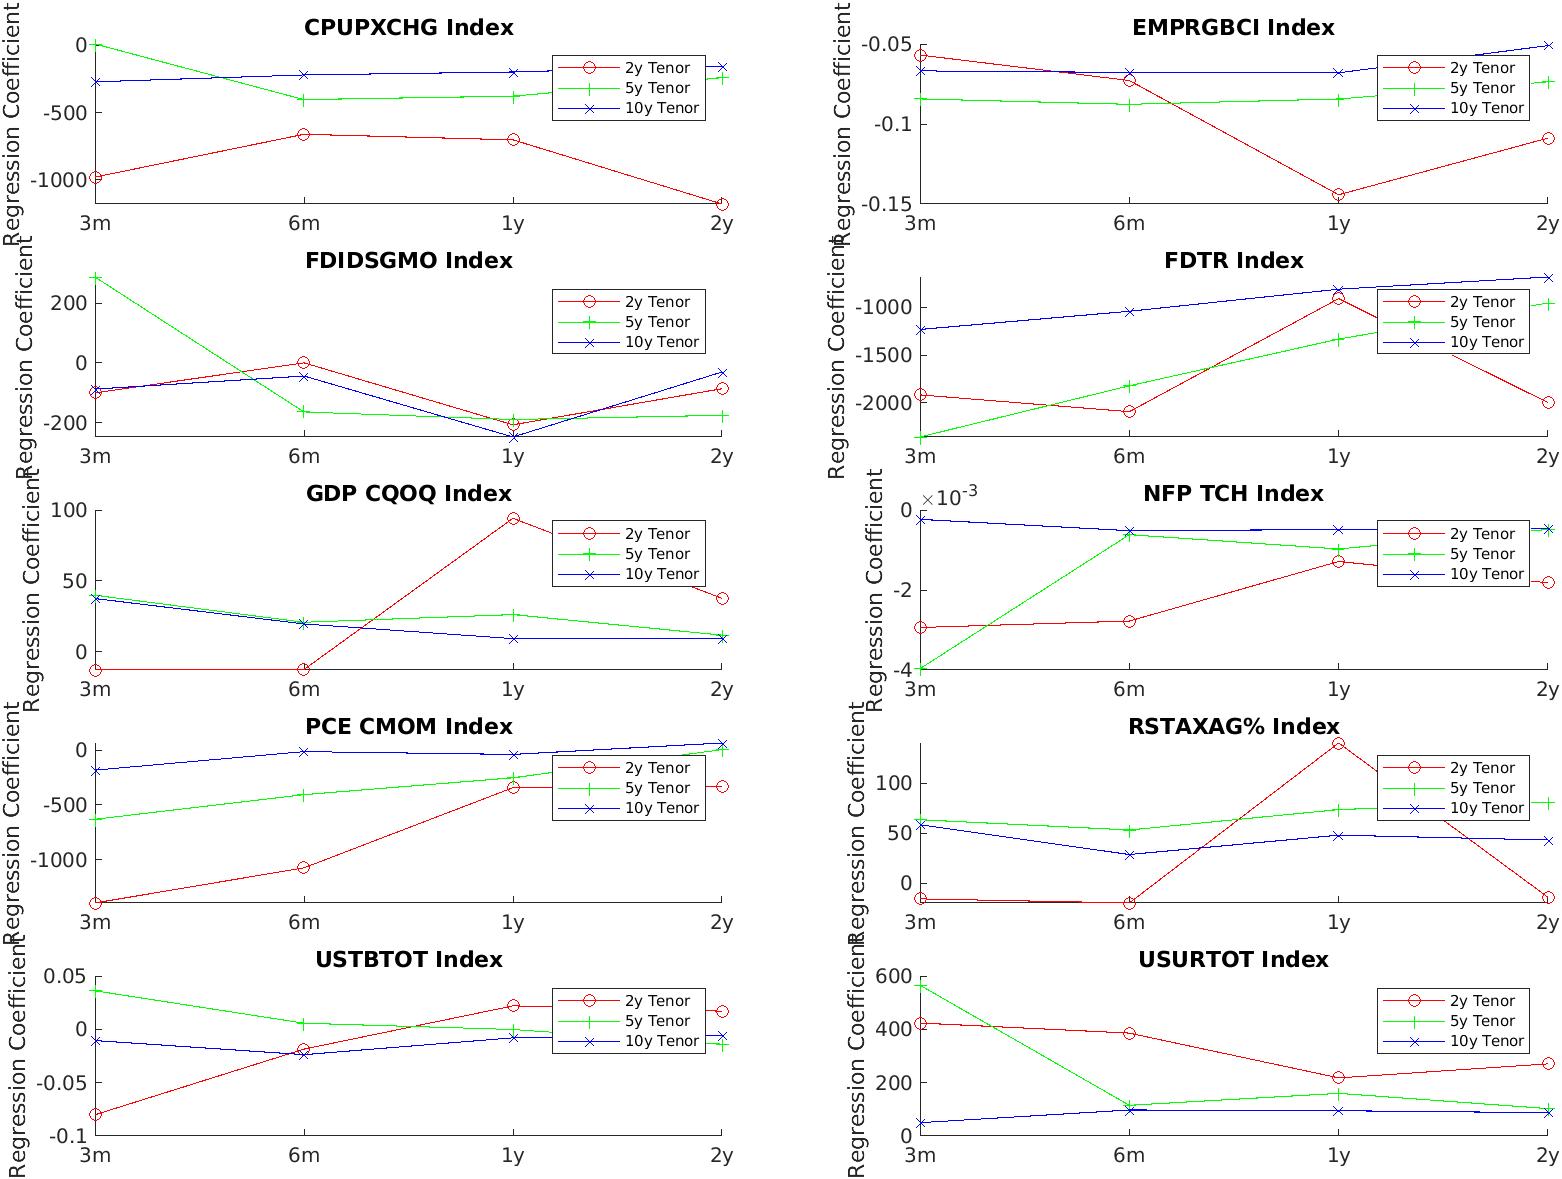 CPUPXCHG Index
Regression Coefficient
0
-500
-1000
3m 6m 1y 2y
2y Tenor
5y Tenor
10y Tenor
EMPRGBCI Index
Regression Coefficient
-0.05
-0.1
-0.15
3m 6m 1y 2y
2y Tenor
5y Tenor
10y Tenor
FDIDSGMO Index
Regression Coefficient
200
0
-200
3m 6m 1y 2y
2y Tenor
5y Tenor
10y Tenor
FDTR Index
Regression Coefficient
-1000
-1500
-2000
3m 6m 1y 2y
2y Tenor
5y Tenor
10y Tenor
GDP CQOQ Index
Regression Coefficient
100
50
0
3m 6m 1y 2y
2y Tenor
5y Tenor
10y Tenor
NFP TCH Index
Regression Coefficient
×10-3
0
-2
-4
3m 6m 1y 2y
2y Tenor
5y Tenor
10y Tenor
PCE CMOM Index
Regression Coefficient
0
-500
-1000
3m 6m 1y 2y
2y Tenor
5y Tenor
10y Tenor
RSTAXAG% Index
Regression Coefficient
100
50
0
3m 6m 1y 2y
2y Tenor
5y Tenor
10y Tenor
USTBTOT Index
Regression Coefficient
0.05
0
-0.05
-0.1
3m 6m 1y 2y
2y Tenor
5y Tenor
10y Tenor
USURTOT Index
Regression Coefficient
600
400
200
0
3m 6m 1y 2y
2y Tenor
5y Tenor
10y Tenor